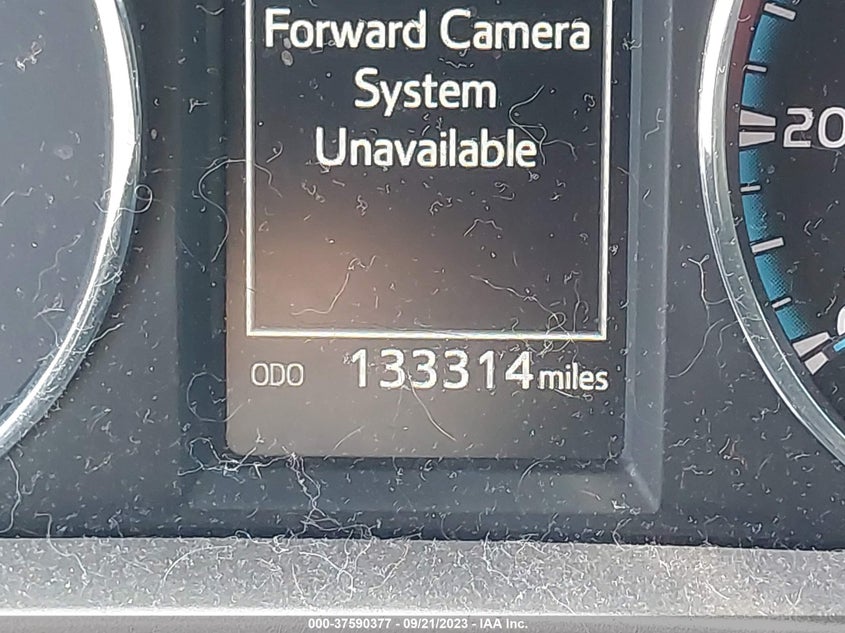 Forward Camera
System
Unavailable
20
ODO 133314 miles
000-37590377 - 09/21/2023 - IAA Inc.